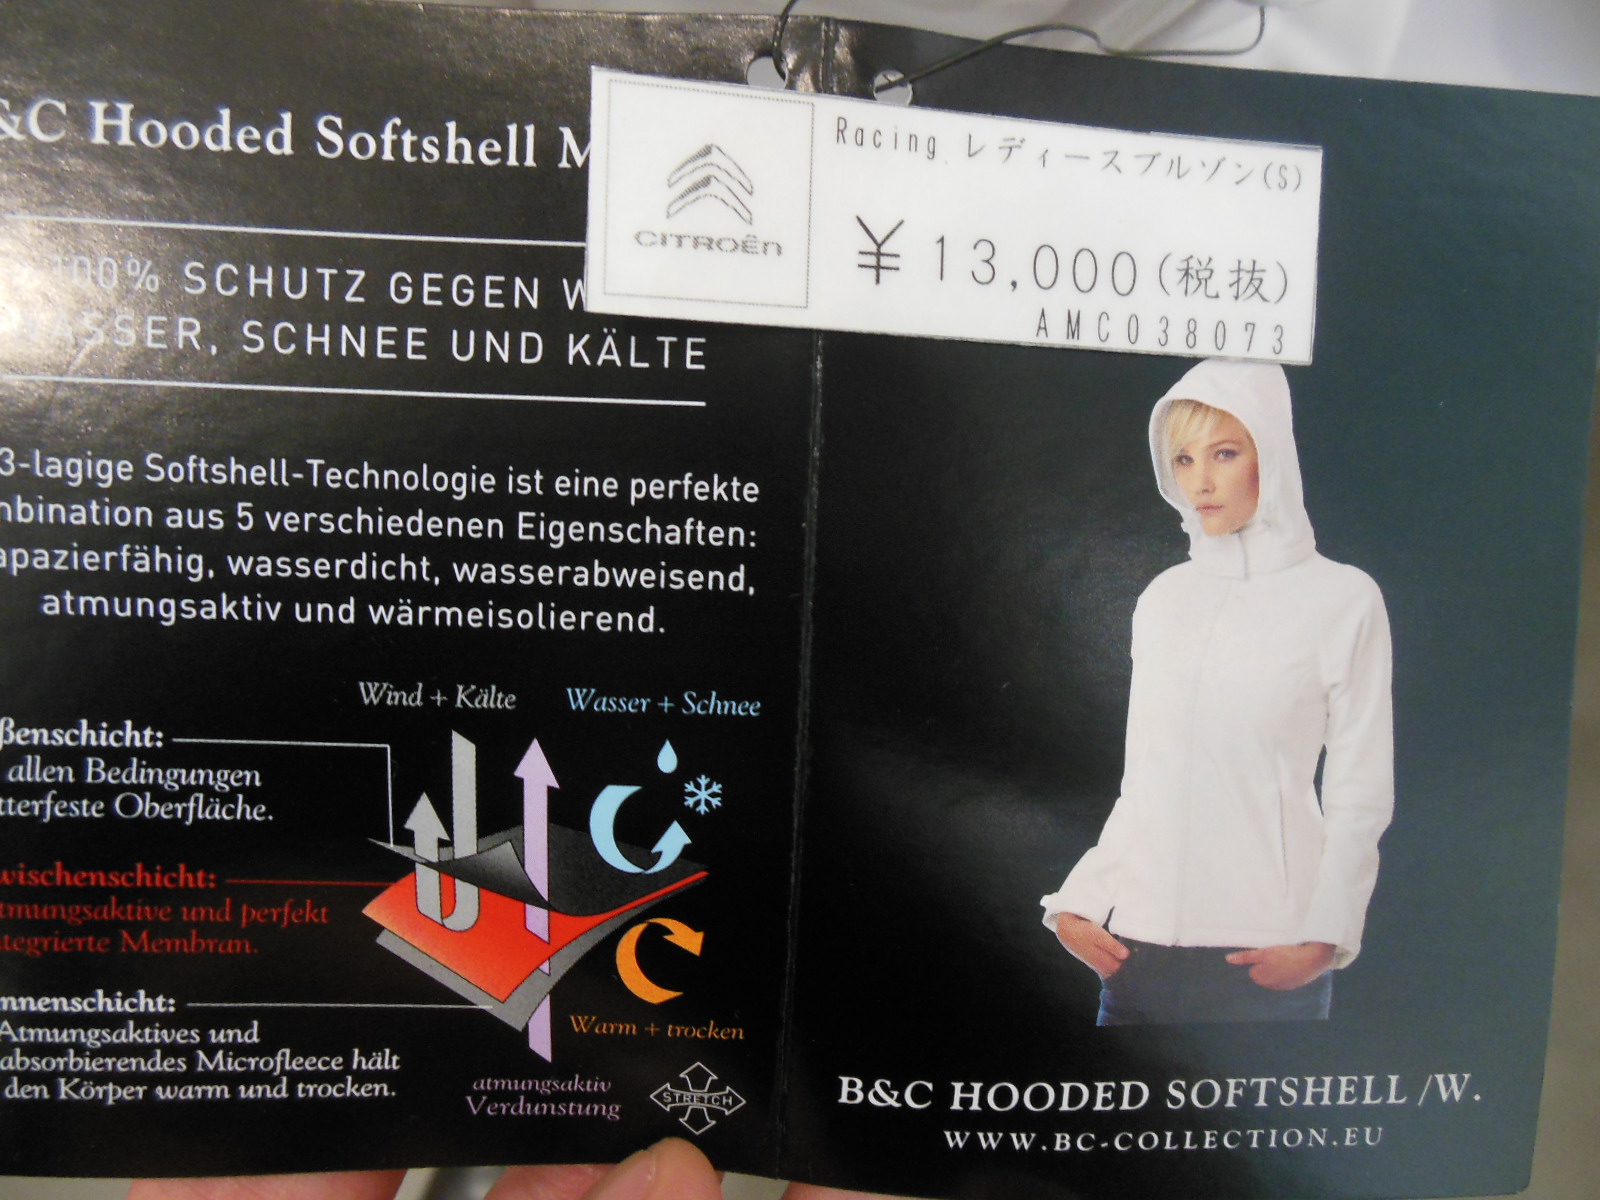 &C Hooded Softshell
100% SCHUTZ GEGEN
WASSER, SCHNEE UND KÄLTE
3-lagige Softshell-Technologie ist eine perfekte
nbination aus 5 verschiedenen Eigenschaften:
apazierfähig, wasserdicht, wasserabweisend,
atmungsaktiv und wärmeisolierend.
Wind + Kälte
Wasser + Schnee
ßenschicht:
allen Bedingungen
tterfeste Oberfläche.
wischenschicht:
tmungsaktive und perfekt
tegrierte Membran.
nnenschicht:
Atmungsaktives und
absorbierendes Microfleece hält
den Körper warm und trocken.
Warm + trocken
atmungsaktiv
Verdunstung
STRETCH
CITROËN
Racing レディースブルゾン(S)
¥13,000(税抜)
AMC038073
B&C HOODED SOFTSHELL /W.
WWW.BC-COLLECTION.EU